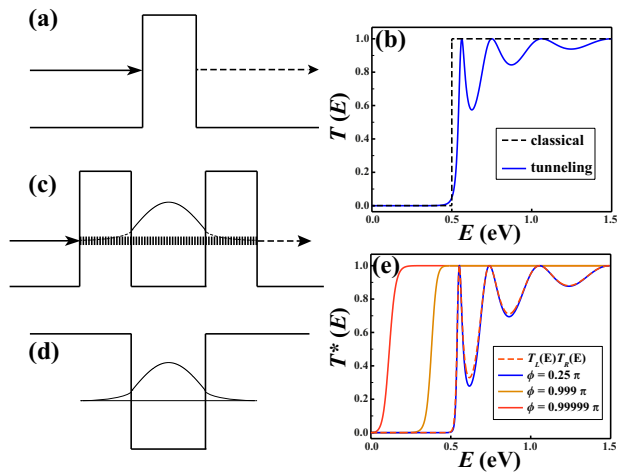 (a)
(b)
T (E)
1.0
0.8
0.6
0.4
0.2
0.0
classical
tunneling
0.0 0.5 1.0 1.5
E (eV)
(c)
(d)
(e)
T* (E)
1.0
0.8
0.6
0.4
0.2
0.0
T_L(E)T_R(E)
ϕ = 0.25 π
ϕ = 0.999 π
ϕ = 0.99999 π
0.0 0.5 1.0 1.5
E (eV)